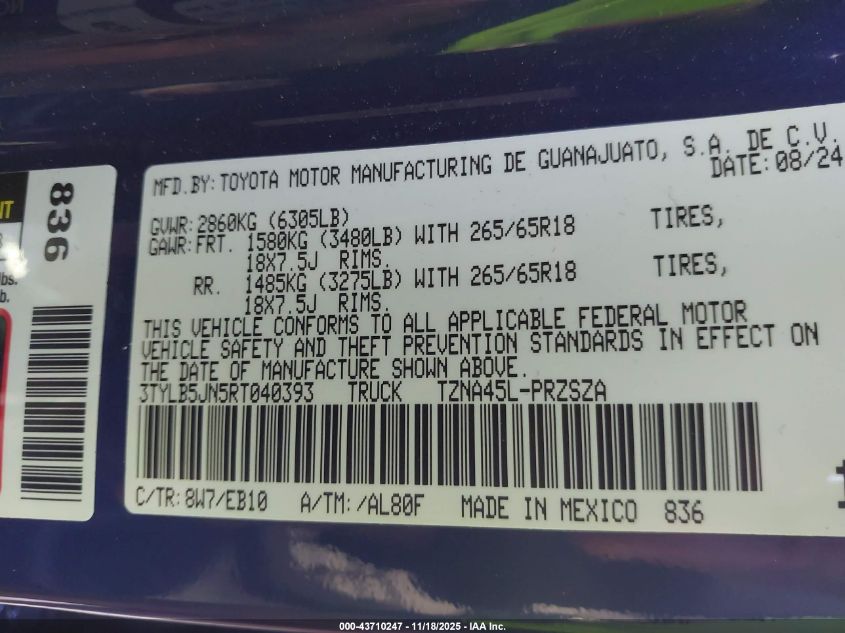 MFD.BY: TOYOTA MOTOR MANUFACTURING DE GUANAJUATO, S.A. DE C.V.
DATE: 08/24
GVWR: 2860KG (6305LB)
GAWR: FRT. 1580KG (3480LB) WITH 265/65R18 TIRES,
18X7.5J RIMS.
RR. 1485KG (3275LB) WITH 265/65R18 TIRES,
18X7.5J RIMS.
THIS VEHICLE CONFORMS TO ALL APPLICABLE FEDERAL MOTOR
VEHICLE SAFETY AND THEFT PREVENTION STANDARDS IN EFFECT ON
THE DATE OF MANUFACTURE SHOWN ABOVE.
3TYLB5JN5RT040393 TRUCK TZNA45L-PRZSZA
C/TR: 8W7/EB10 A/TM: /AL80F MADE IN MEXICO 836
836
000-43710247 - 11/18/2025 - IAA Inc.